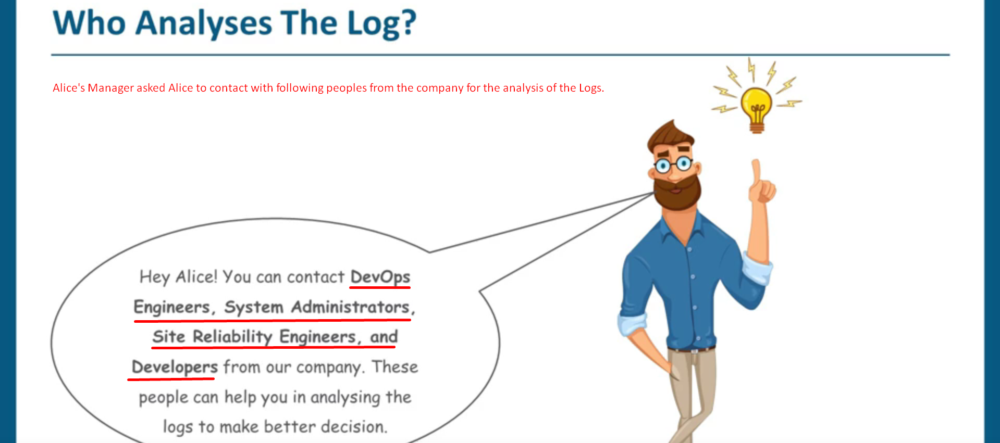 Who Analyses The Log?
Alice's Manager asked Alice to contact with following peoples from the company for the analysis of the Logs.
Hey Alice! You can contact DevOps
Engineers, System Administrators,
Site Reliability Engineers, and
Developers from our company. These
people can help you in analysing the
logs to make better decision.